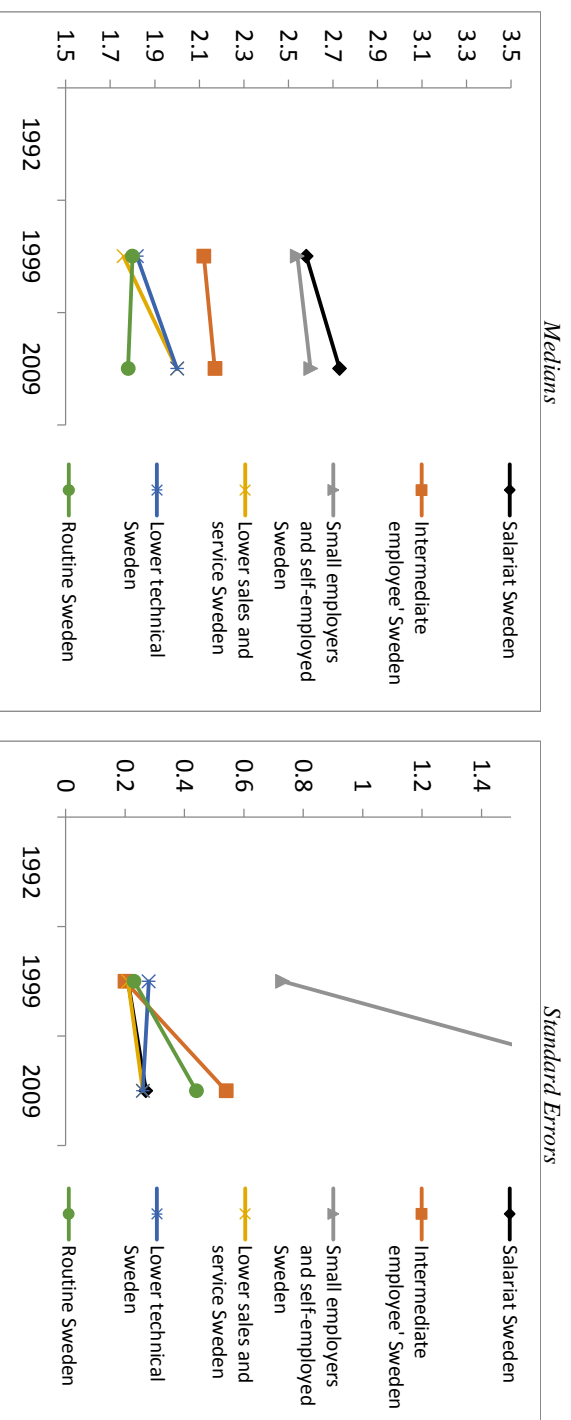 Medians
3.5
3.3
3.1
2.9
2.7
2.5
2.3
2.1
1.9
1.7
1.5
1992
1999
2009
Salariat Sweden
Intermediate
employee' Sweden
Small employers
and self-employed
Sweden
Lower sales and
service Sweden
Lower technical
Sweden
Routine Sweden
Standard Errors
1.4
1.2
1
0.8
0.6
0.4
0.2
0
1992
1999
2009
Salariat Sweden
Intermediate
employee' Sweden
Small employers
and self-employed
Sweden
Lower sales and
service Sweden
Lower technical
Sweden
Routine Sweden